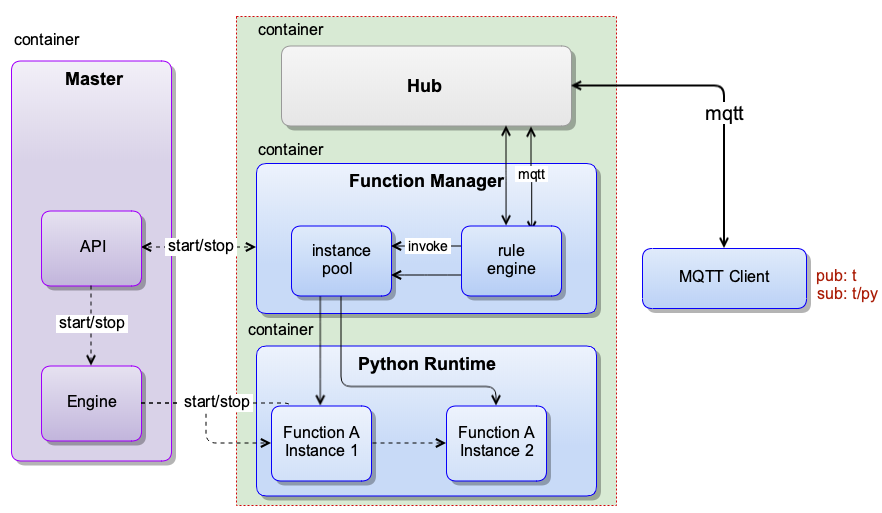 container
Master
API
start/stop
Engine
start/stop
start/stop
container
Hub
mqtt
container
Function Manager
mqtt
instance
pool
invoke
rule
engine
container
Python Runtime
Function A
Instance 1
Function A
Instance 2
MQTT Client
pub: t
sub: t/py